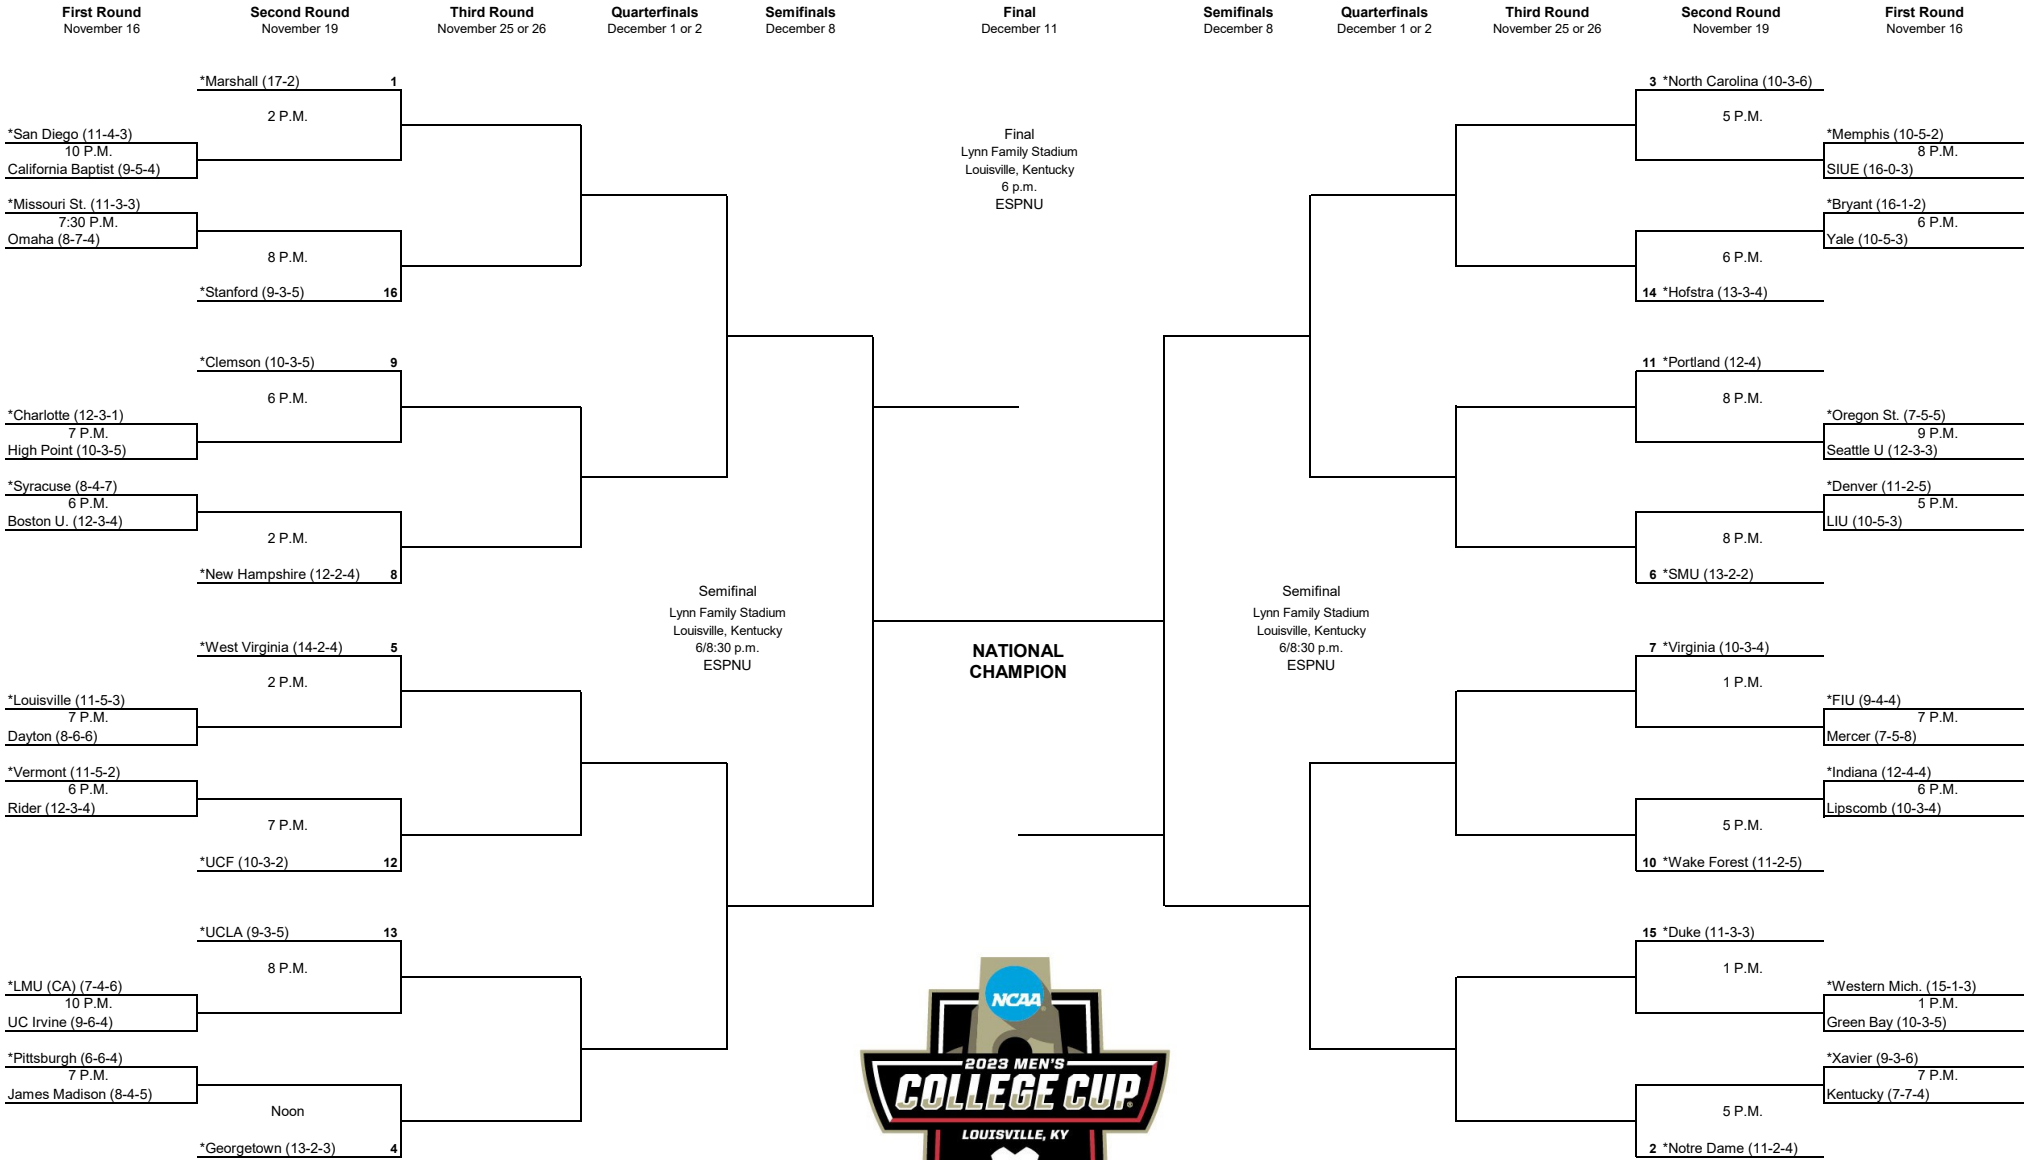 First Round
November 16
Second Round
November 19
Third Round
November 25 or 26
Quarterfinals
December 1 or 2
Semifinals
December 8
Final
December 11
Semifinals
December 8
Quarterfinals
December 1 or 2
Third Round
November 25 or 26
Second Round
November 19
First Round
November 16
*Marshall (17-2) 1
2 P.M.
*San Diego (11-4-3)
10 P.M.
California Baptist (9-5-4)
*Missouri St. (11-3-3)
7:30 P.M.
Omaha (8-7-4)
8 P.M.
*Stanford (9-3-5) 16
*Clemson (10-3-5) 9
6 P.M.
*Charlotte (12-3-1)
7 P.M.
High Point (10-3-5)
*Syracuse (8-4-7)
6 P.M.
Boston U. (12-3-4)
2 P.M.
*New Hampshire (12-2-4) 8
*West Virginia (14-2-4) 5
2 P.M.
*Louisville (11-5-3)
7 P.M.
Dayton (8-6-6)
*Vermont (11-5-2)
6 P.M.
Rider (12-3-4)
7 P.M.
*UCF (10-3-2) 12
*UCLA (9-3-5) 13
8 P.M.
*LMU (CA) (7-4-6)
10 P.M.
UC Irvine (9-6-4)
*Pittsburgh (6-6-4)
7 P.M.
James Madison (8-4-5)
Noon
*Georgetown (13-2-3) 4
Semifinal
Lynn Family Stadium
Louisville, Kentucky
6/8:30 p.m.
ESPNU
Final
Lynn Family Stadium
Louisville, Kentucky
6 p.m.
ESPNU
NATIONAL
CHAMPION
NCAA
2023 MEN'S
COLLEGE CUP®
LOUISVILLE, KY
Semifinal
Lynn Family Stadium
Louisville, Kentucky
6/8:30 p.m.
ESPNU
3 *North Carolina (10-3-6)
5 P.M.
*Memphis (10-5-2)
8 P.M.
SIUE (16-0-3)
*Bryant (16-1-2)
6 P.M.
Yale (10-5-3)
6 P.M.
14 *Hofstra (13-3-4)
11 *Portland (12-4)
8 P.M.
*Oregon St. (7-5-5)
9 P.M.
Seattle U (12-3-3)
*Denver (11-2-5)
5 P.M.
LIU (10-5-3)
8 P.M.
6 *SMU (13-2-2)
7 *Virginia (10-3-4)
1 P.M.
*FIU (9-4-4)
7 P.M.
Mercer (7-5-8)
*Indiana (12-4-4)
6 P.M.
Lipscomb (10-3-4)
5 P.M.
10 *Wake Forest (11-2-5)
15 *Duke (11-3-3)
1 P.M.
*Western Mich. (15-1-3)
1 P.M.
Green Bay (10-3-5)
*Xavier (9-3-6)
7 P.M.
Kentucky (7-7-4)
5 P.M.
2 *Notre Dame (11-2-4)